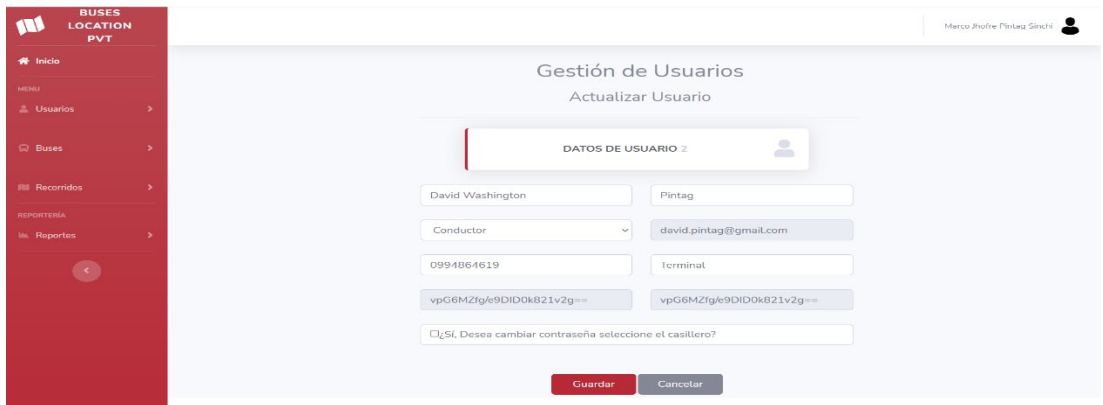 BUSES
LOCATION
PVT
Marco Jhofre Pintag Sinchi
Inicio
MENU
Usuarios
Buses
Recorridos
REPORTERÍA
Reportes
Gestión de Usuarios
Actualizar Usuario
DATOS DE USUARIO 2
David Washington
Pintag
Conductor
david.pintag@gmail.com
0994864619
Terminal
vpG6MZfg/e9DID0k821v2g==
vpG6MZfg/e9DID0k821v2g==
¿Sí, Desea cambiar contraseña seleccione el casillero?
Guardar
Cancelar